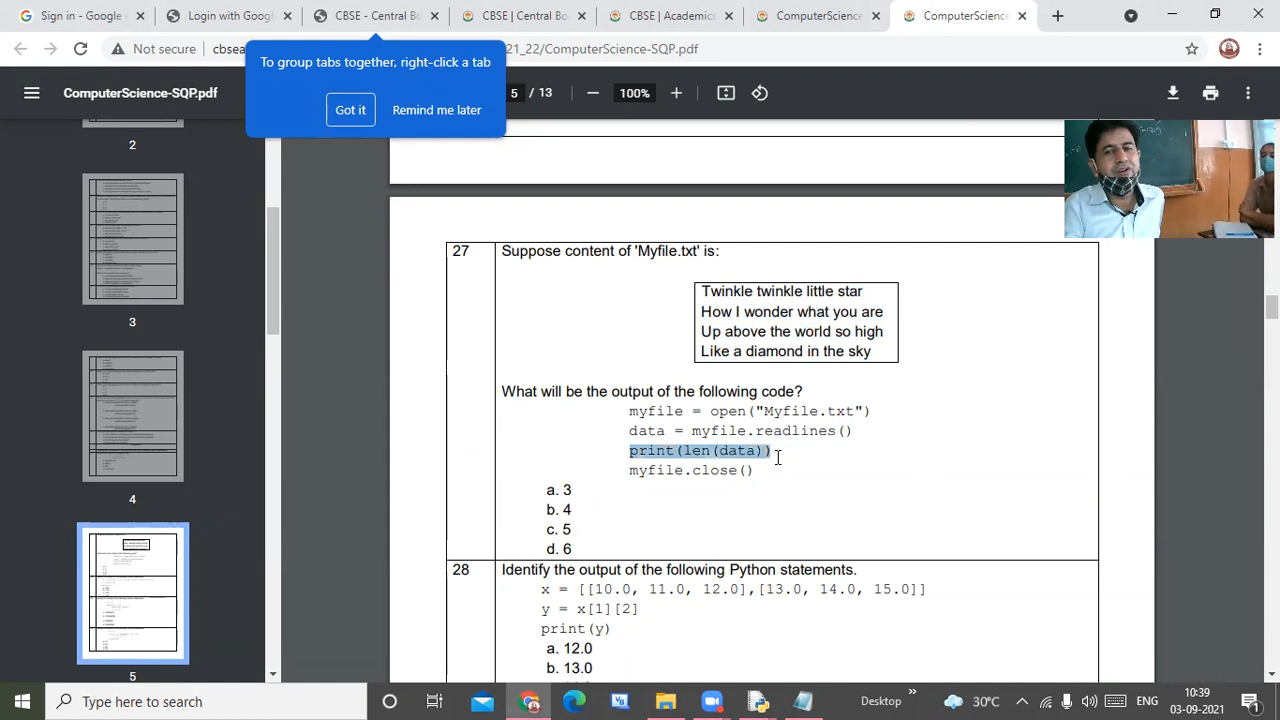 Sign in - Google
Login with Goog
CBSE - Central Bo
CBSE | Central Bo
CBSE | Academics
ComputerScience
ComputerScience
Not secure
cbsea
21_22/ComputerScience-SQP.pdf
To group tabs together, right-click a tab
Got it
Remind me later
ComputerScience-SQP.pdf
5 / 13
100%
2
3
4
5
27
Suppose content of 'Myfile.txt' is:
Twinkle twinkle little star
How I wonder what you are
Up above the world so high
Like a diamond in the sky
What will be the output of the following code?
myfile = open("Myfile.txt")
data = myfile.readlines()
print(len(data))
myfile.close()
a. 3
b. 4
c. 5
d. 6
28
Identify the output of the following Python statements.
= [[10.0, 11.0, 12.0],[13.0, 14.0, 15.0]]
y = x[1][2]
print(y)
a. 12.0
b. 13.0
Type here to search
Desktop
30°C
ENG
10:39
03-09-2021
1